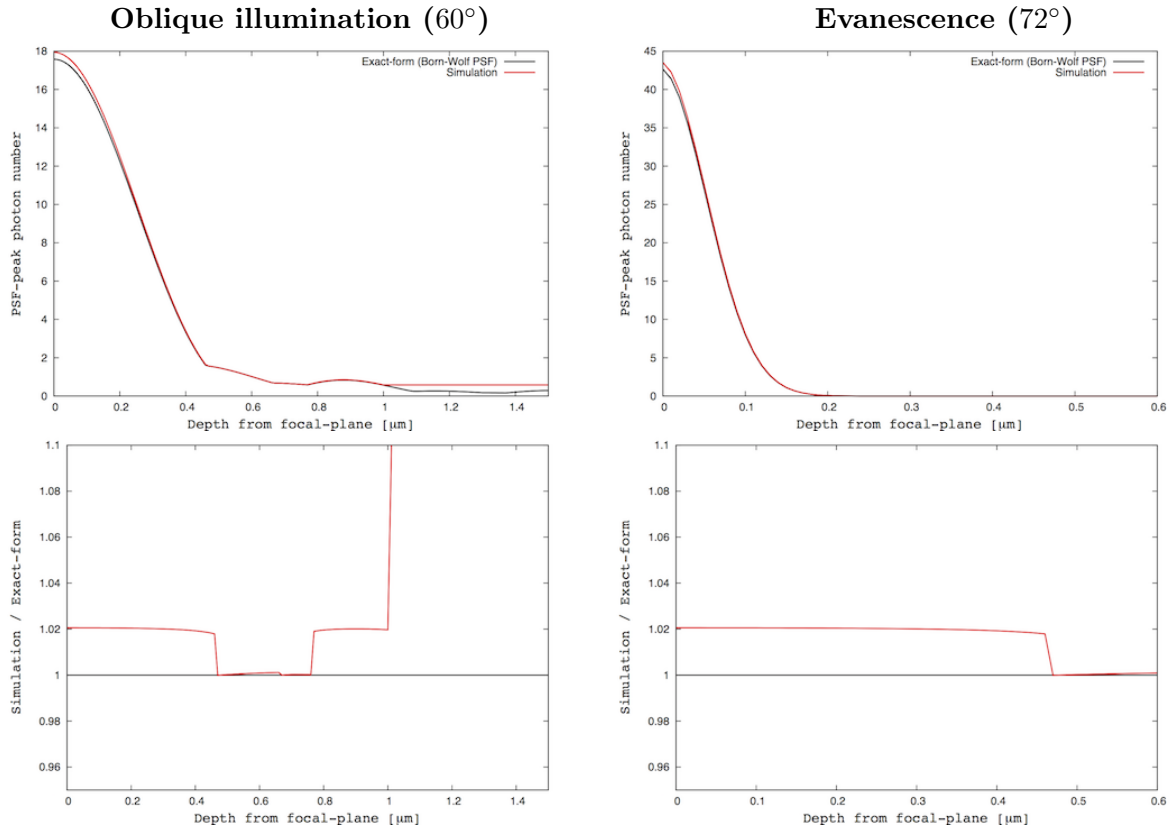 Oblique illumination (60°)
Evanescence (72°)
PSF-peak photon number
18
16
14
12
10
8
6
4
2
0
Exact-form (Born-Wolf PSF)
Simulation
0 0.2 0.4 0.6 0.8 1 1.2 1.4
Depth from focal-plane [μm]
PSF-peak photon number
45
40
35
30
25
20
15
10
5
0
Exact-form (Born-Wolf PSF)
Simulation
0 0.1 0.2 0.3 0.4 0.5 0.6
Depth from focal-plane [μm]
Simulation / Exact-form
1.1
1.08
1.06
1.04
1.02
1
0.98
0.96
0 0.2 0.4 0.6 0.8 1 1.2 1.4
Depth from focal-plane [μm]
Simulation / Exact-form
1.1
1.08
1.06
1.04
1.02
1
0.98
0.96
0 0.1 0.2 0.3 0.4 0.5 0.6
Depth from focal-plane [μm]